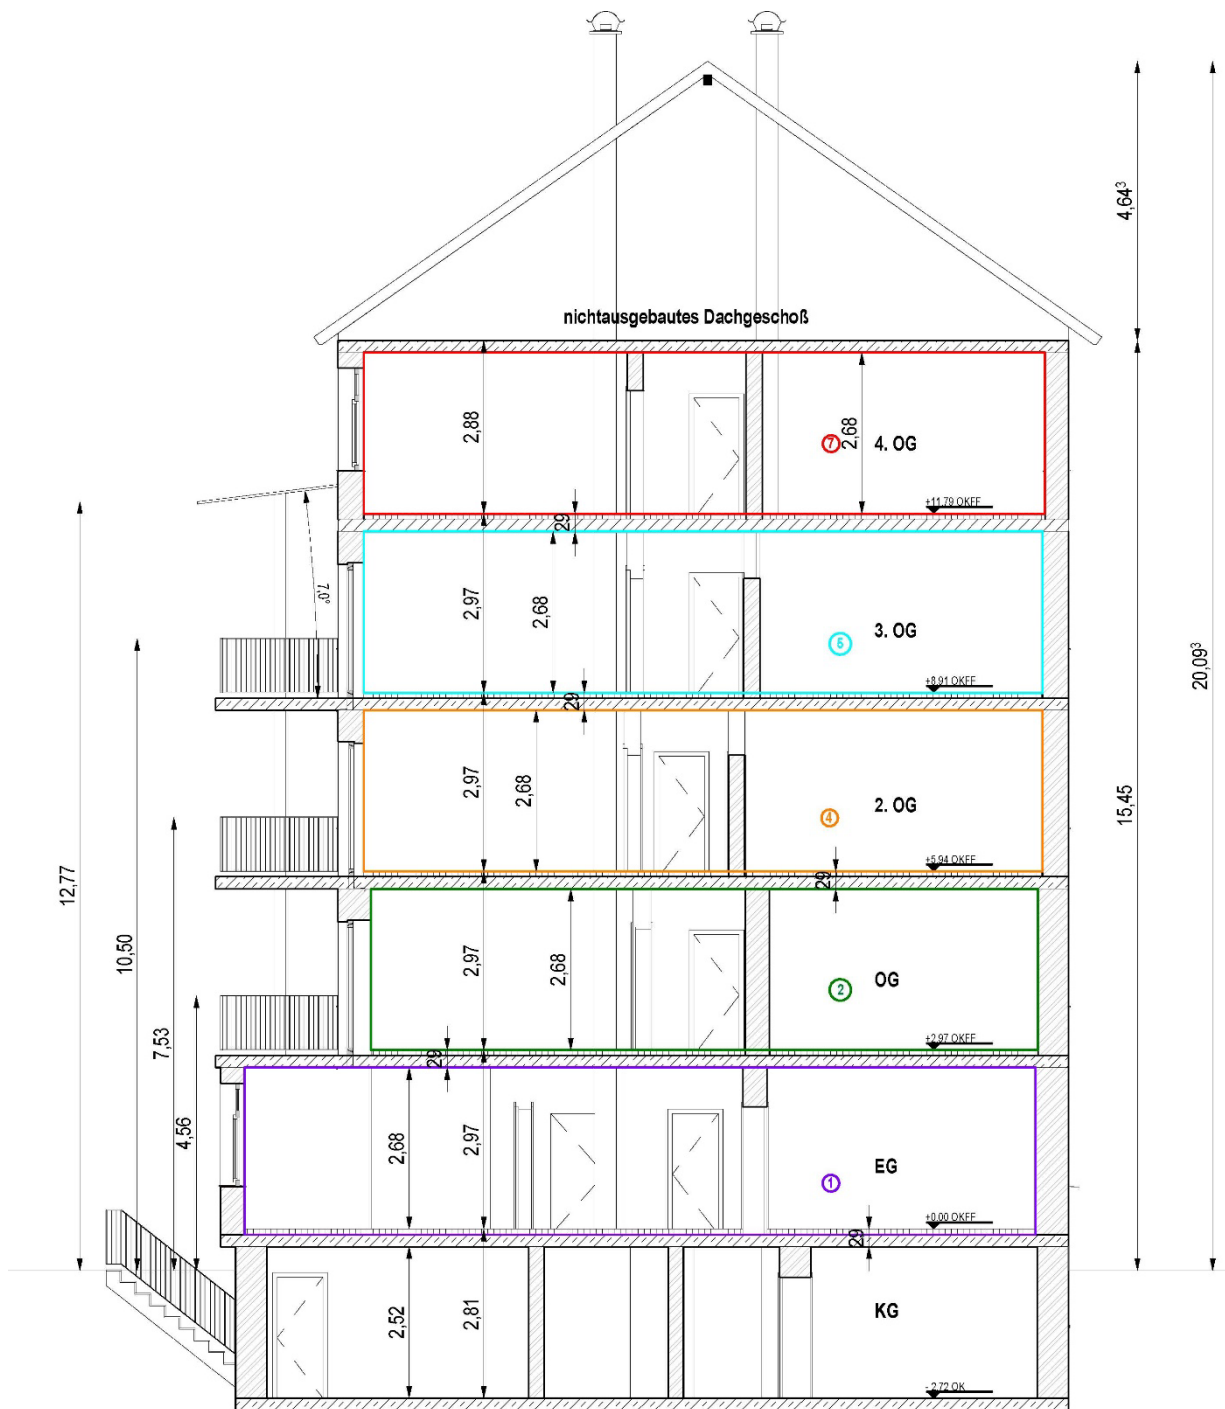 4,64³
nichtausgebautes Dachgeschoß
2,88
7
2,68
4. OG
+11.79 OKFF
29
7,0°
2,97
2,68
3. OG
+8.91 OKFF
20,09³
29
2,97
2,68
2. OG
4
15,45
+5.94 OKFF
12,77
29
10,50
2,97
2,68
OG
2
+2.97 OKFF
7,53
29
4,56
2,68
2,97
EG
1
+0.00 OKFF
29
2,52
2,81
KG
- 2.72 OK